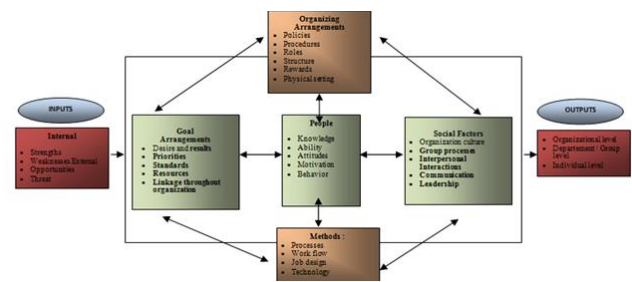 Organizing
Arrangements
Policies
Procedures
Roles
Structure
Rewards
Physical setting
INPUTS
Internal
Strengths
Weaknesses External
Opportunities
Threat
Goal
Arrangements
Desire and results
Priorities
Standards
Resources
Linkage throughout
organization
People
Knowledge
Ability
Attitudes
Motivation
Behavior
Social Factors
Organization culture
Group processes
Interpersonal
Interactions
Communication
Leadership
OUTPUTS
Organizational level
Departement / Group
level
Individual level
Methods :
Processes
Work flow
Job design
Technology